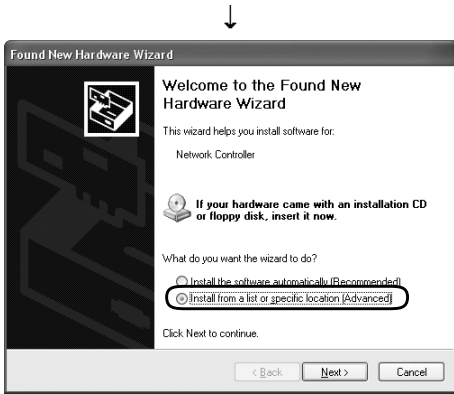 Found New Hardware Wizard
Welcome to the Found New
Hardware Wizard
This wizard helps you install software for:
Network Controller
If your hardware came with an installation CD
or floppy disk, insert it now.
What do you want the wizard to do?
Install the software automatically (Recommended)
Install from a list or specific location (Advanced)
Click Next to continue.
< Back Next > Cancel